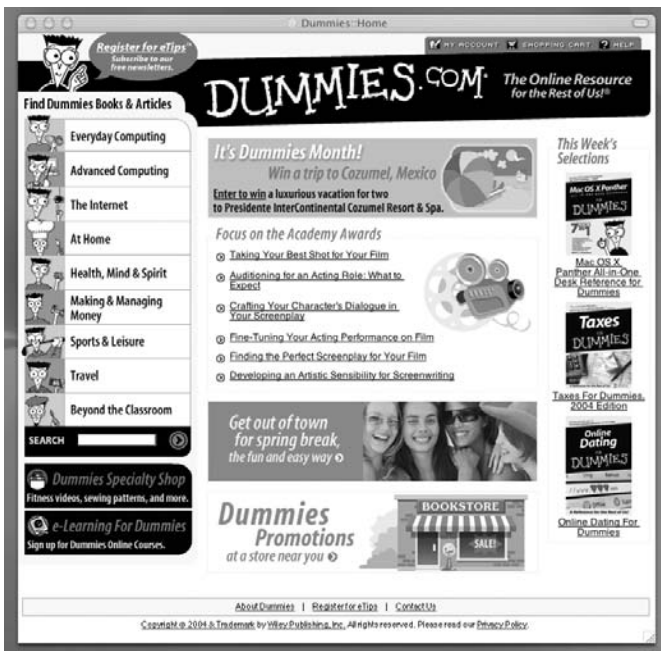 Dummies::Home
Register for eTips™
Subscribe to our
free newsletters.
MY ACCOUNT
SHOPPING CART
? HELP
DUMMIES.COM®
The Online Resource
for the Rest of Us!®
Find Dummies Books & Articles
Everyday Computing
Advanced Computing
The Internet
At Home
Health, Mind & Spirit
Making & Managing
Money
Sports & Leisure
Travel
Beyond the Classroom
SEARCH
Dummies Specialty Shop
Fitness videos, sewing patterns, and more.
e-Learning For Dummies
Sign up for Dummies Online Courses.
It's Dummies Month!
Win a trip to Cozumel, Mexico
Enter to win a luxurious vacation for two
to Presidente InterContinental Cozumel Resort & Spa.
Focus on the Academy Awards
Taking Your Best Shot for Your Film
Auditioning for an Acting Role: What to
Expect
Crafting Your Character's Dialogue in
Your Screenplay
Fine-Tuning Your Acting Performance on Film
Finding the Perfect Screenplay for Your Film
Developing an Artistic Sensibility for Screenwriting
Get out of town
for spring break,
the fun and easy way
Dummies
Promotions
at a store near you
BOOKSTORE
SALE!
This Week's
Selections
Mac OS X Panther
DUMMIES
Mac OS X
Panther All-in-One
Desk Reference for
Dummies
Taxes
DUMMIES
Taxes For Dummies,
2004 Edition
Online
Dating
DUMMIES
Online Dating For
Dummies
About Dummies | Register for eTips | Contact Us
Copyright © 2004 & Trademark by Wiley Publishing, Inc. All rights reserved. Please read our Privacy Policy.